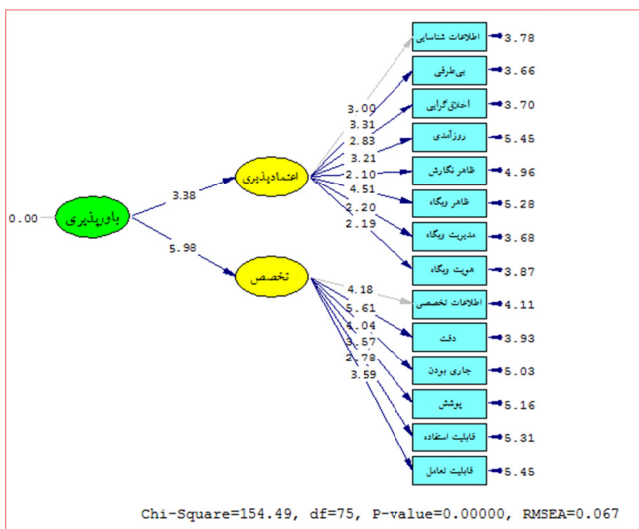 اطلاعات شناسایی 3.78
بی‌طرفی 3.66
اخلاق‌گرایی 3.70
روزآمدی 5.45
ظاهر نگارش 4.96
ظاهر وبگاه 5.28
مدیریت وبگاه 3.68
هویت وبگاه 3.87
اطلاعات تخصصی 4.11
دقت 3.93
جاری بودن 5.03
پوشش 5.16
قابلیت استفاده 5.31
قابلیت تعامل 5.45
3.00
3.31
2.83
3.21
2.10
4.51
2.20
2.19
اعتمادپذیری
3.38
0.00
باورپذیری
5.98
تخصص
4.18
5.61
4.04
3.57
2.78
3.59
Chi-Square=154.49, df=75, P-value=0.00000, RMSEA=0.067